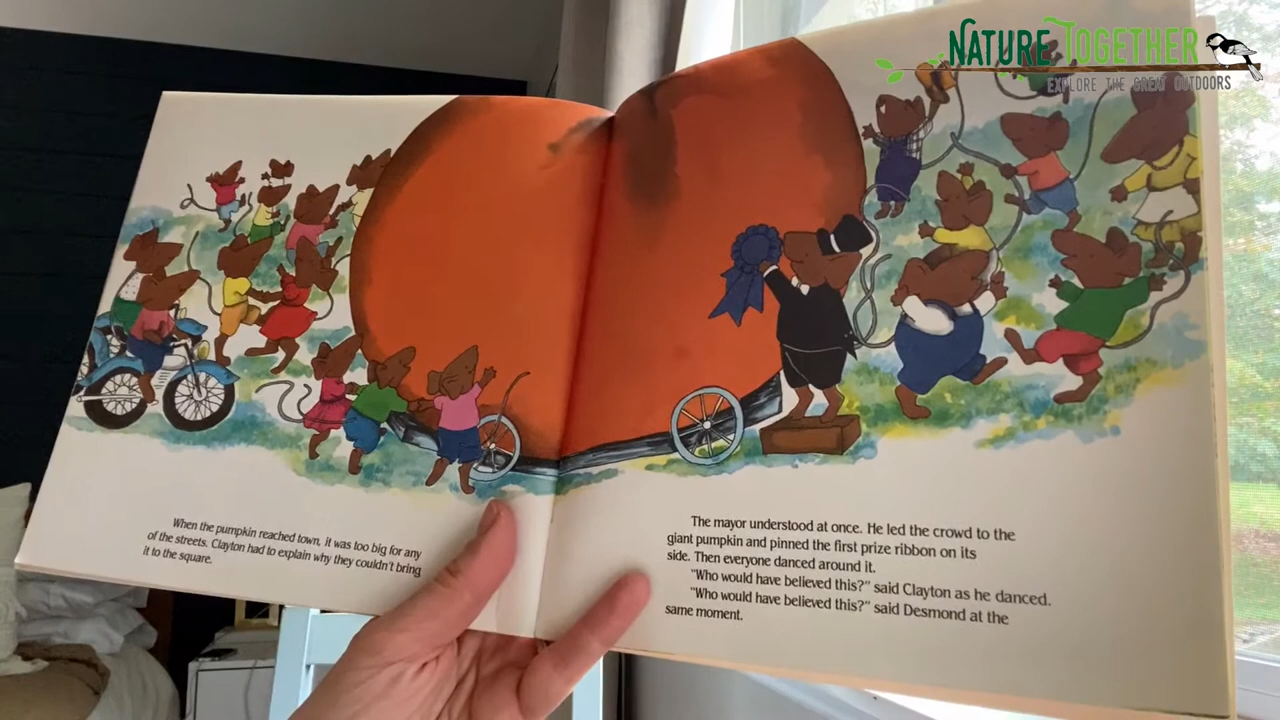 NATURE TOGETHER
EXPLORE THE GREAT OUTDOORS
When the pumpkin reached town, it was too big for any
of the streets. Clayton had to explain why they couldn't bring
it to the square.
The mayor understood at once. He led the crowd to the
giant pumpkin and pinned the first prize ribbon on its
side. Then everyone danced around it.
"Who would have believed this?" said Clayton as he danced.
"Who would have believed this?" said Desmond at the
same moment.